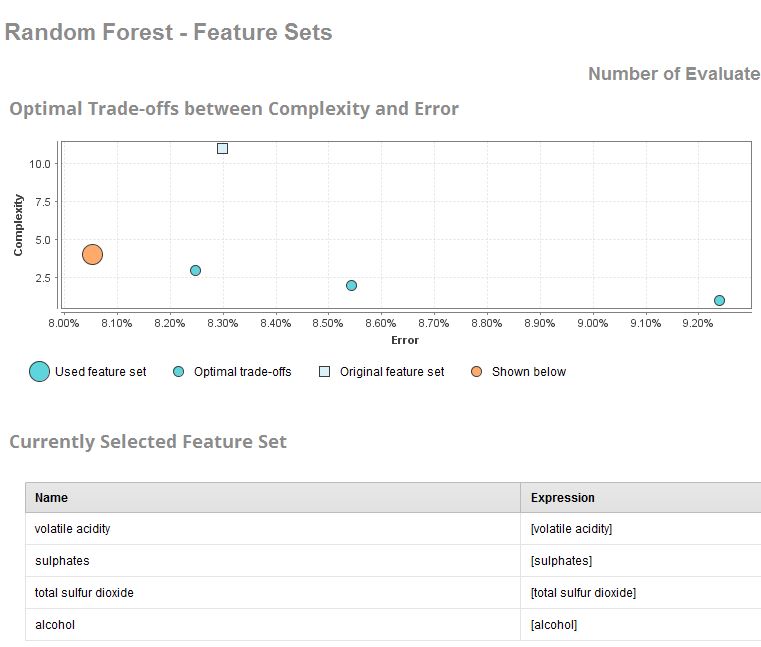 Random Forest - Feature Sets
Number of Evaluate
Optimal Trade-offs between Complexity and Error
Complexity
10.0
7.5
5.0
2.5
8.00% 8.10% 8.20% 8.30% 8.40% 8.50% 8.60% 8.70% 8.80% 8.90% 9.00% 9.10% 9.20%
Error
Used feature set Optimal trade-offs Original feature set Shown below
Currently Selected Feature Set
Name Expression
volatile acidity [volatile acidity]
sulphates [sulphates]
total sulfur dioxide [total sulfur dioxide]
alcohol [alcohol]